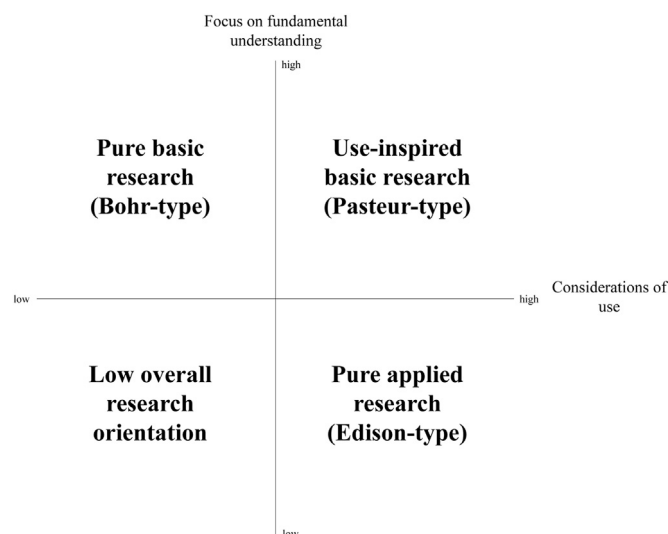 Focus on fundamental
understanding
high
Pure basic
research
(Bohr-type)
Use-inspired
basic research
(Pasteur-type)
low
high
Considerations of
use
Low overall
research
orientation
Pure applied
research
(Edison-type)
low